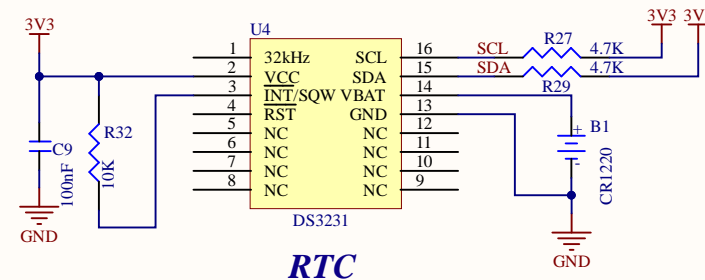 3V3
3V3
3V
U4
R27
4.7K
SCL
SDA
4.7K
R29
1
2
3
4
5
6
7
8
32kHz
VCC
INT/SQW
RST
NC
NC
NC
NC
SCL
SDA
VBAT
GND
NC
NC
NC
NC
16
15
14
13
12
11
10
9
C9
100nF
R32
10K
B1
+
-
CR1220
GND
GND
DS3231
RTC